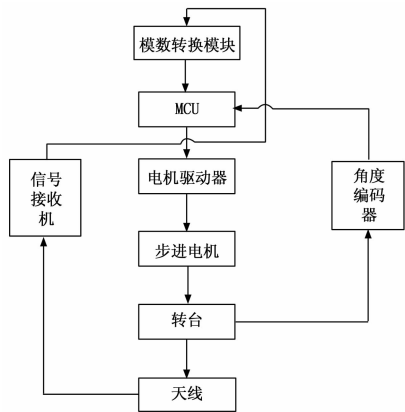 模数转换模块
MCU
信号
接收
机
电机驱动器
角度
编码
器
步进电机
转台
天线